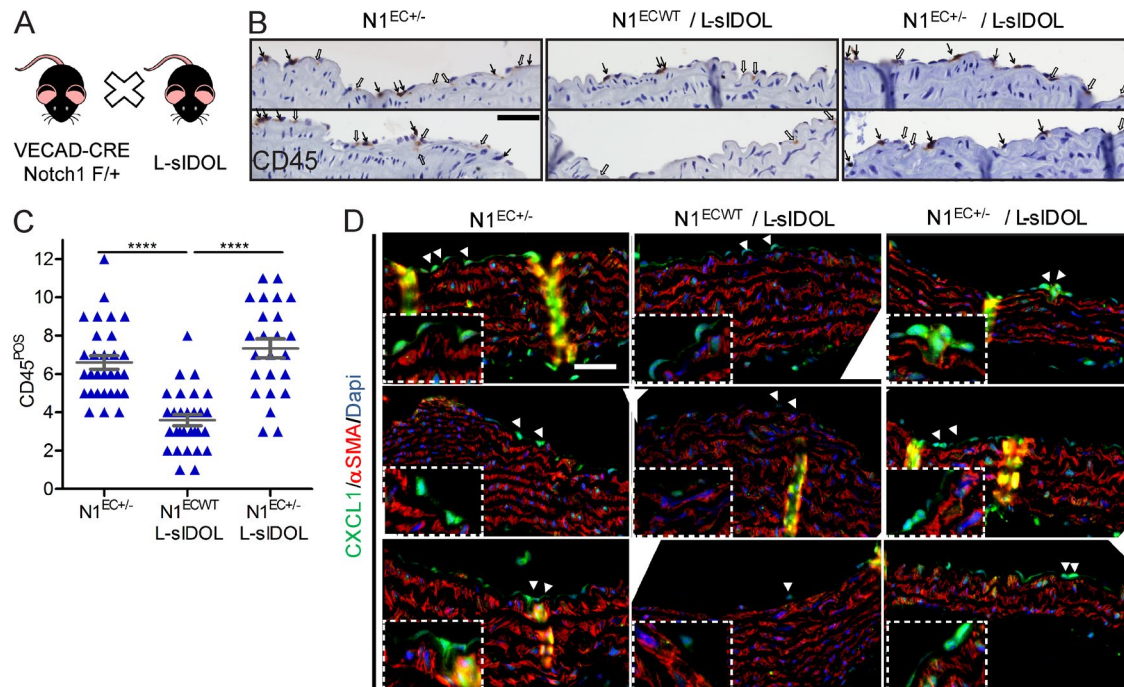 A
VECAD-CRE
Notch1 F/+
L-sIDOL
B
N1EC+/-
N1ECWT / L-sIDOL
N1EC+/- / L-sIDOL
CD45
C
****
****
12
10
8
6
4
2
0
CD45POS
N1EC+/-
N1ECWT
L-sIDOL
N1EC+/-
L-sIDOL
D
N1EC+/-
N1ECWT / L-sIDOL
N1EC+/- / L-sIDOL
CXCL1/αSMA/Dapi